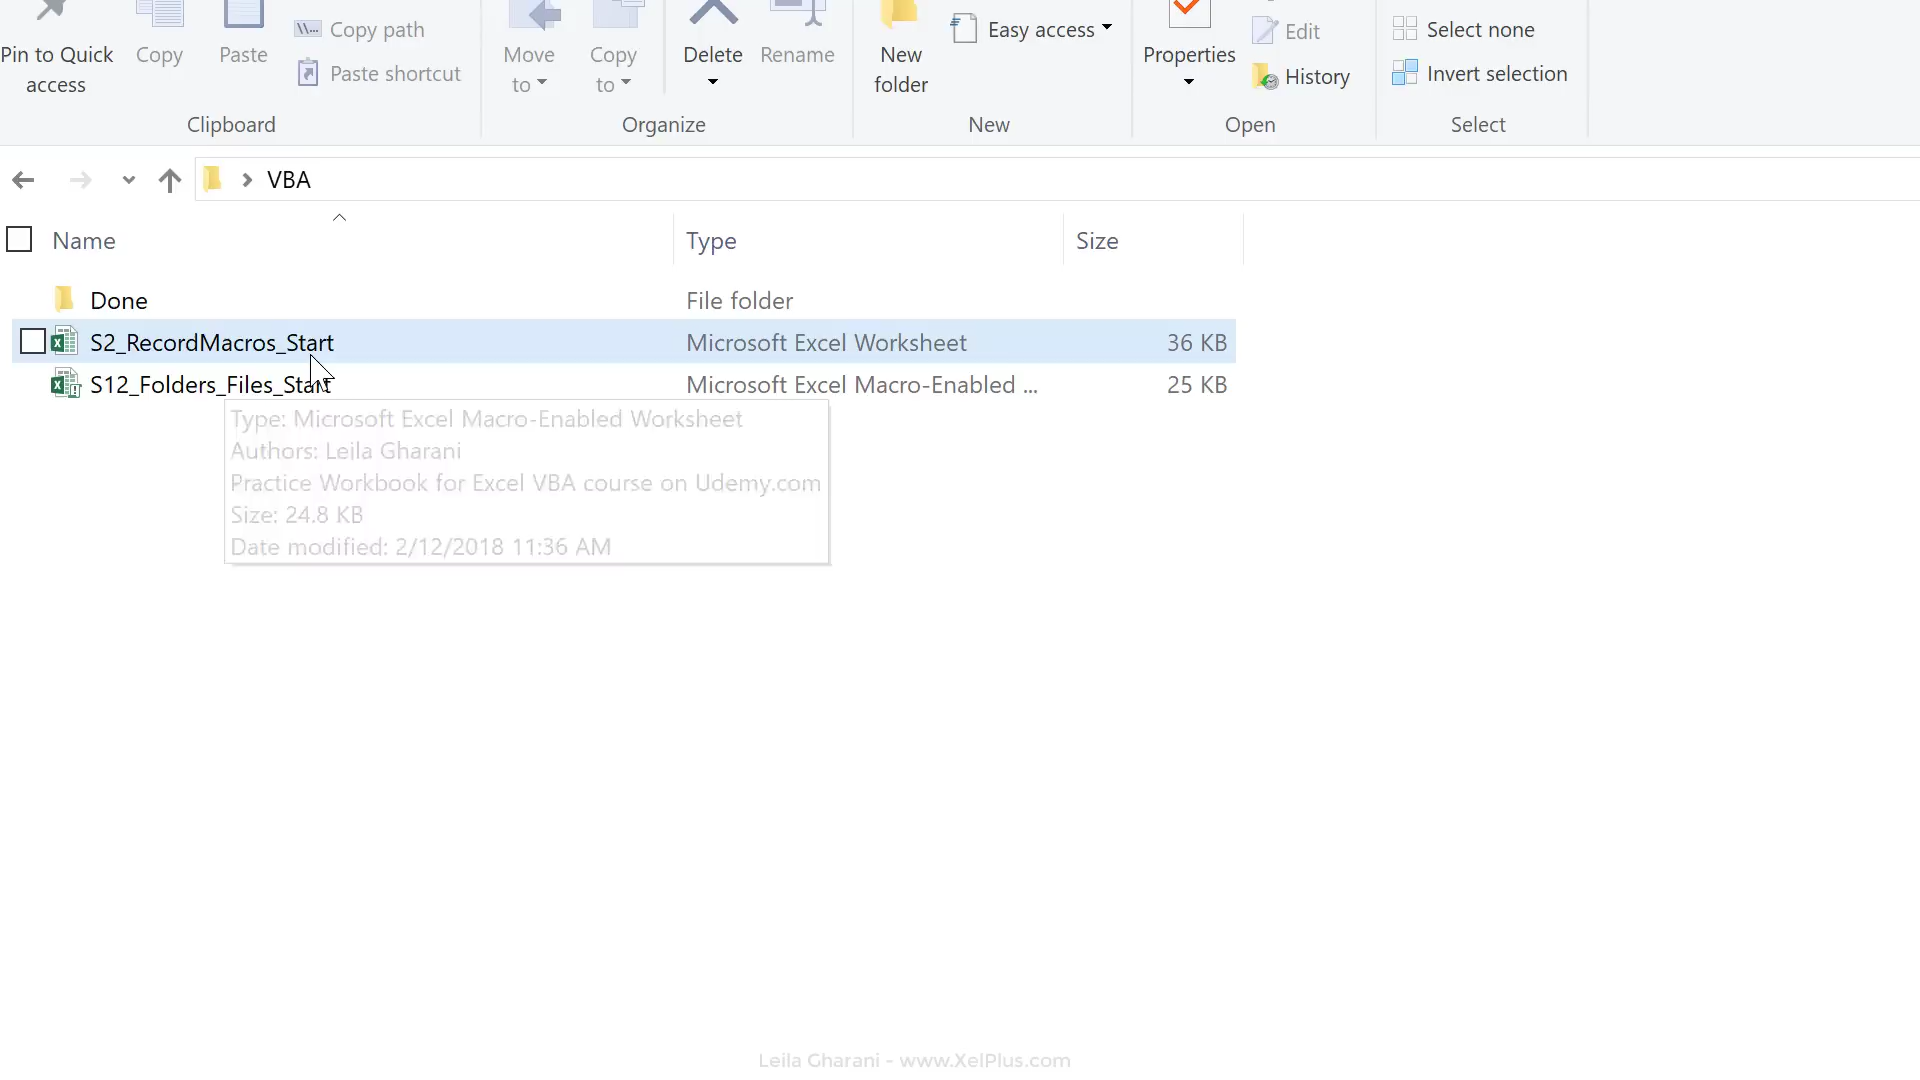 Pin to Quick access
Copy
Paste
Copy path
Paste shortcut
Move to
Copy to
Delete
Rename
New folder
Easy access
Properties
Edit
History
Select none
Invert selection
Clipboard
Organize
New
Open
Select
VBA
Name Type Size
Done File folder
S2_RecordMacros_Start Microsoft Excel Worksheet 36 KB
S12_Folders_Files_Start Microsoft Excel Macro-Enabled ... 25 KB
Type: Microsoft Excel Macro-Enabled Worksheet
Authors: Leila Gharani
Practice Workbook for Excel VBA course on Udemy.com
Size: 24.8 KB
Date modified: 2/12/2018 11:36 AM
Leila Gharani - www.XelPlus.com